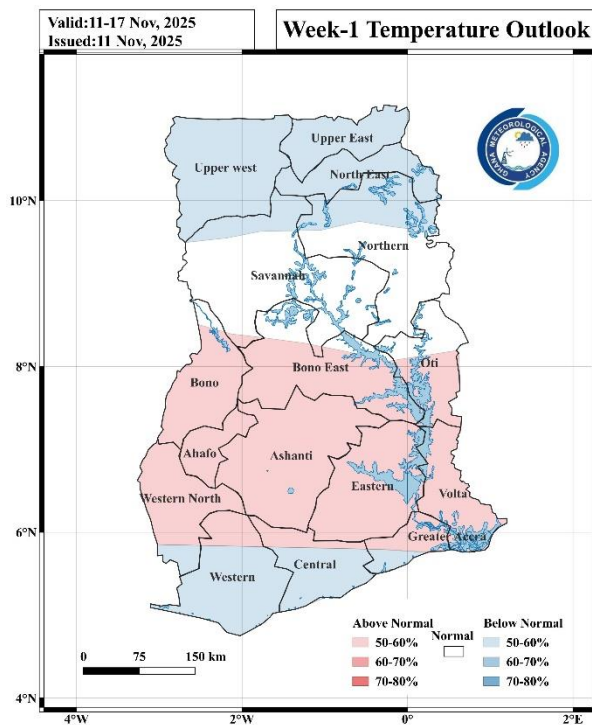 Valid:11-17 Nov, 2025
Issued:11 Nov, 2025
Week-1 Temperature Outlook
GHANA METEOROLOGICAL AGENCY
Upper East
Upper west
North East
10°N
Northern
Savannah
8°N
Bono East
Oti
Bono
Ahafo
Ashanti
Eastern
Western North
Volta
6°N
Greater Accra
Central
Western
Above Normal
Normal
Below Normal
50-60%
50-60%
60-70%
60-70%
70-80%
70-80%
0 75 150 km
4°N
4°W 2°W 0° 2°E